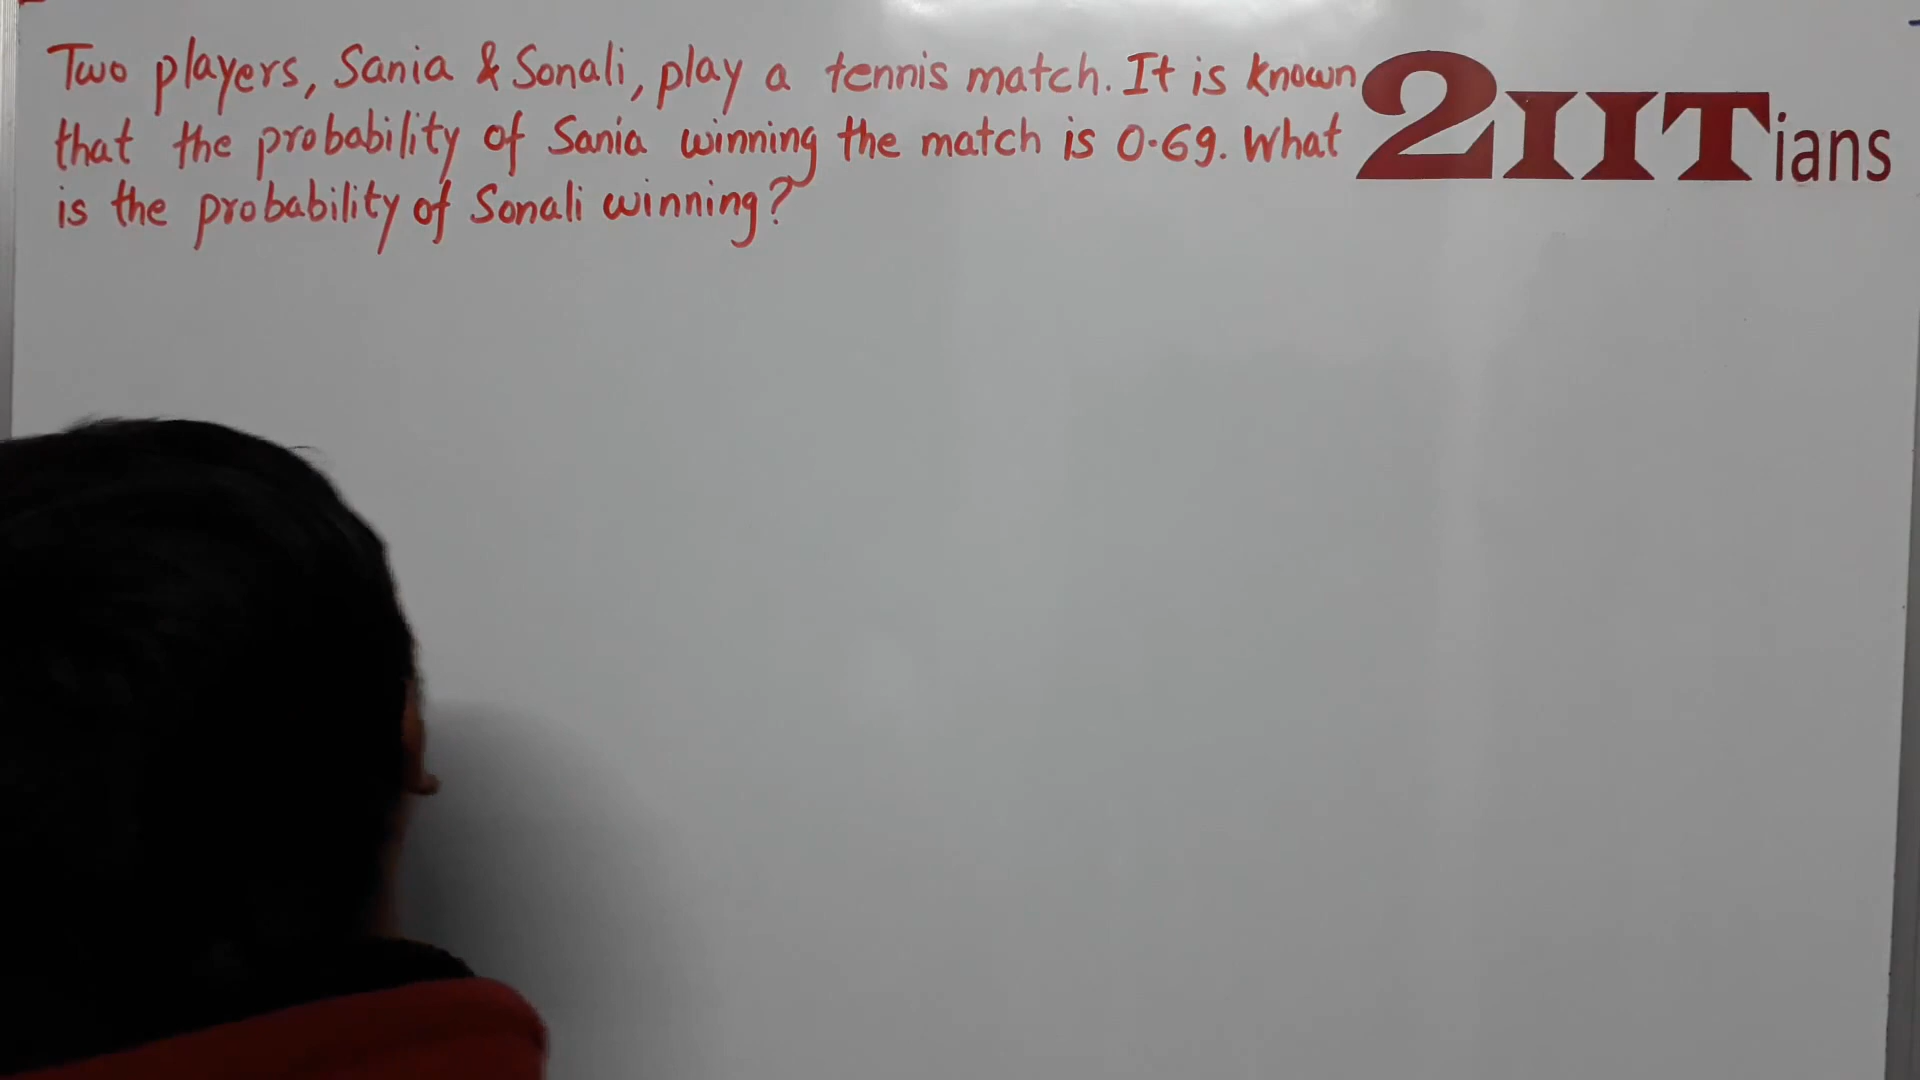 Two players, Sania & Sonali, play a tennis match. It is known
that the probability of Sania winning the match is 0.69. What
is the probability of Sonali winning?
2IITians